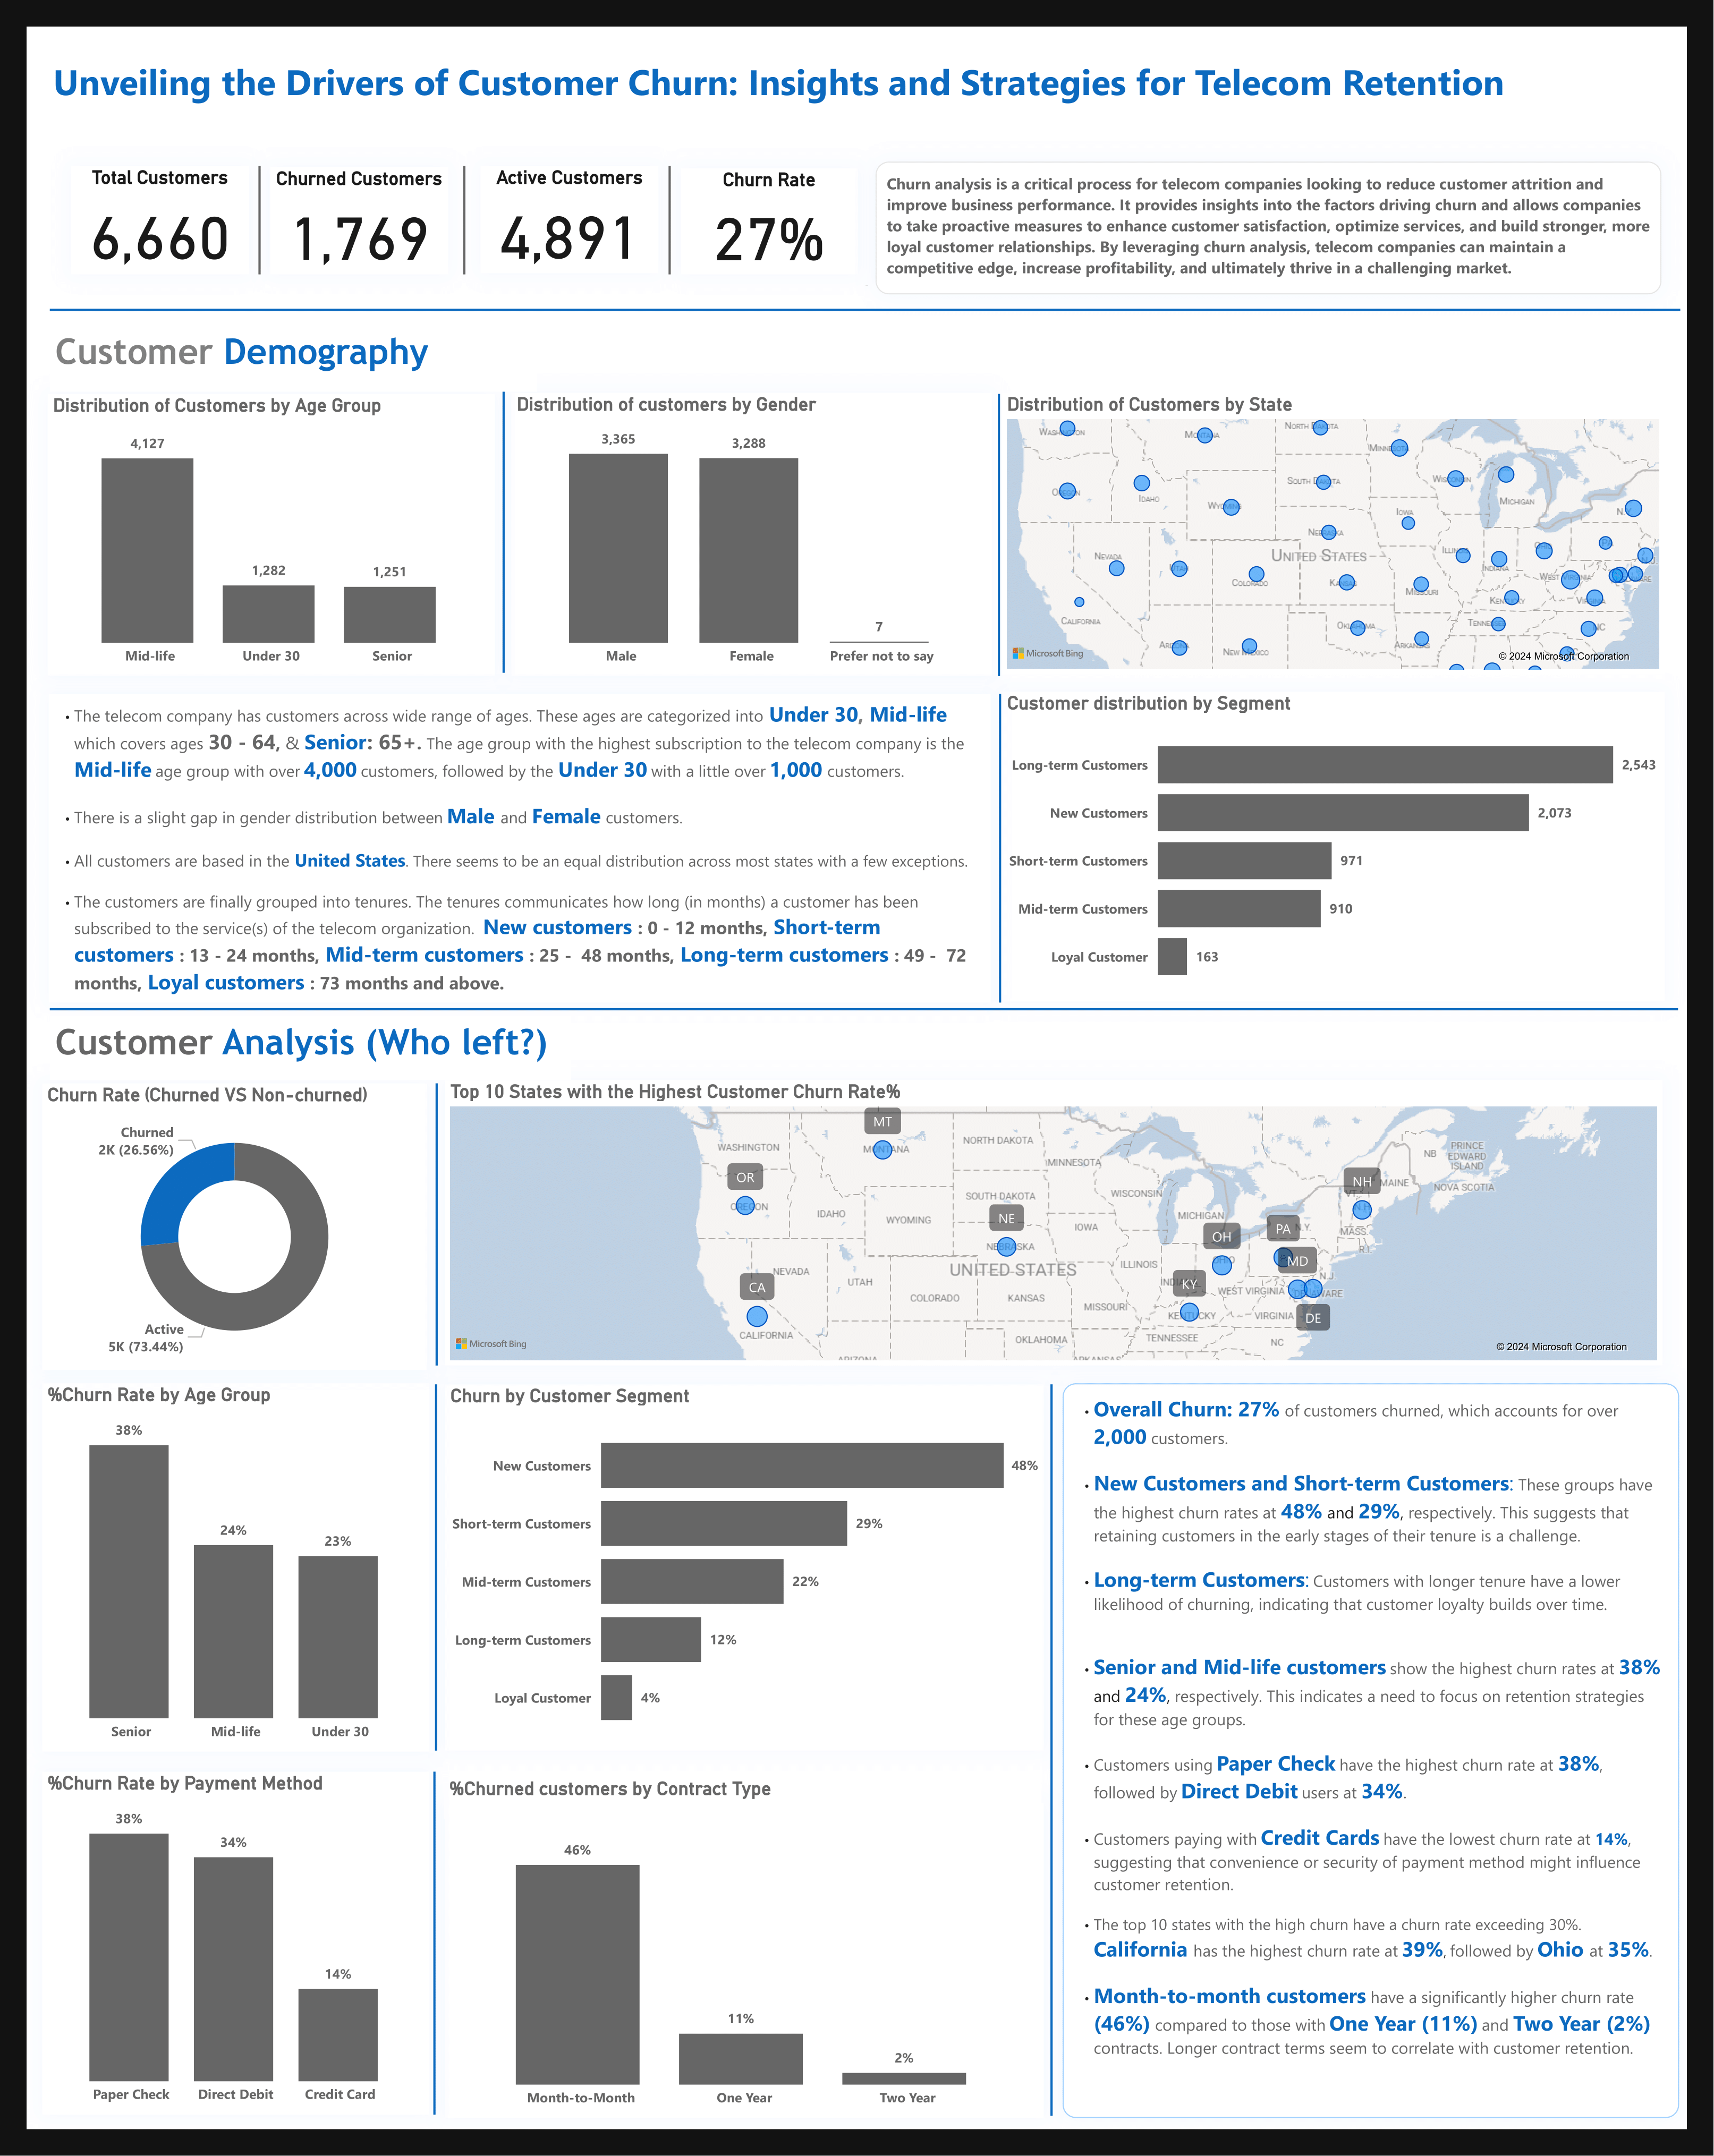 Unveiling the Drivers of Customer Churn: Insights and Strategies for Telecom Retention
Total Customers
6,660
Churned Customers
1,769
Active Customers
4,891
Churn Rate
27%
Churn analysis is a critical process for telecom companies looking to reduce customer attrition and
improve business performance. It provides insights into the factors driving churn and allows companies
to take proactive measures to enhance customer satisfaction, optimize services, and build stronger, more
loyal customer relationships. By leveraging churn analysis, telecom companies can maintain a
competitive edge, increase profitability, and ultimately thrive in a challenging market.
Customer Demography
Distribution of Customers by Age Group
4,127
1,282
1,251
Mid-life
Under 30
Senior
Distribution of customers by Gender
3,365
3,288
7
Male
Female
Prefer not to say
Distribution of Customers by State
WASHINGTON
MONTANA
NORTH DAKOTA
MINNESOTA
OREGON
IDAHO
SOUTH DAKOTA
WISCONSIN
MICHIGAN
WYOMING
IOWA
NEBRASKA
UNITED STATES
NEVADA
UTAH
COLORADO
KANSAS
MISSOURI
ILLINOIS
INDIANA
WEST VIRGINIA
KENTUCKY
VIRGINIA
CALIFORNIA
TENNESSEE
NC
OKLAHOMA
ARKANSAS
NEW MEXICO
Microsoft Bing
© 2024 Microsoft Corporation
• The telecom company has customers across wide range of ages. These ages are categorized into Under 30, Mid-life
which covers ages 30 - 64, & Senior: 65+. The age group with the highest subscription to the telecom company is the
Mid-life age group with over 4,000 customers, followed by the Under 30 with a little over 1,000 customers.
• There is a slight gap in gender distribution between Male and Female customers.
• All customers are based in the United States. There seems to be an equal distribution across most states with a few exceptions.
• The customers are finally grouped into tenures. The tenures communicates how long (in months) a customer has been
subscribed to the service(s) of the telecom organization. New customers : 0 - 12 months, Short-term
customers : 13 - 24 months, Mid-term customers : 25 - 48 months, Long-term customers : 49 - 72
months, Loyal customers : 73 months and above.
Customer distribution by Segment
Long-term Customers 2,543
New Customers 2,073
Short-term Customers 971
Mid-term Customers 910
Loyal Customer 163
Customer Analysis (Who left?)
Churn Rate (Churned VS Non-churned)
Churned
2K (26.56%)
Active
5K (73.44%)
Top 10 States with the Highest Customer Churn Rate%
MT
WASHINGTON
MONTANA
NORTH DAKOTA
MINNESOTA
NB
PRINCE
EDWARD
ISLAND
NOVA SCOTIA
OR
OREGON
IDAHO
WYOMING
SOUTH DAKOTA
WISCONSIN
MICHIGAN
NH
MAINE
N.H.
MASS.
R.I.
NE
NEBRASKA
IOWA
OH
OHIO
PA
N.Y.
MD
N.J.
UNITED STATES
ILLINOIS
CA
NEVADA
UTAH
COLORADO
KANSAS
MISSOURI
KY
KENTUCKY
WEST VIRGINIA
VIRGINIA
DELAWARE
DE
CALIFORNIA
OKLAHOMA
TENNESSEE
NC
ARIZONA
ARKANSAS
Microsoft Bing
© 2024 Microsoft Corporation
%Churn Rate by Age Group
38%
24%
23%
Senior
Mid-life
Under 30
Churn by Customer Segment
New Customers 48%
Short-term Customers 29%
Mid-term Customers 22%
Long-term Customers 12%
Loyal Customer 4%
%Churn Rate by Payment Method
38%
34%
14%
Paper Check
Direct Debit
Credit Card
%Churned customers by Contract Type
46%
11%
2%
Month-to-Month
One Year
Two Year
• Overall Churn: 27% of customers churned, which accounts for over
2,000 customers.
• New Customers and Short-term Customers: These groups have
the highest churn rates at 48% and 29%, respectively. This suggests that
retaining customers in the early stages of their tenure is a challenge.
• Long-term Customers: Customers with longer tenure have a lower
likelihood of churning, indicating that customer loyalty builds over time.
• Senior and Mid-life customers show the highest churn rates at 38%
and 24%, respectively. This indicates a need to focus on retention strategies
for these age groups.
• Customers using Paper Check have the highest churn rate at 38%,
followed by Direct Debit users at 34%.
• Customers paying with Credit Cards have the lowest churn rate at 14%,
suggesting that convenience or security of payment method might influence
customer retention.
• The top 10 states with the high churn have a churn rate exceeding 30%.
California has the highest churn rate at 39%, followed by Ohio at 35%.
• Month-to-month customers have a significantly higher churn rate
(46%) compared to those with One Year (11%) and Two Year (2%)
contracts. Longer contract terms seem to correlate with customer retention.